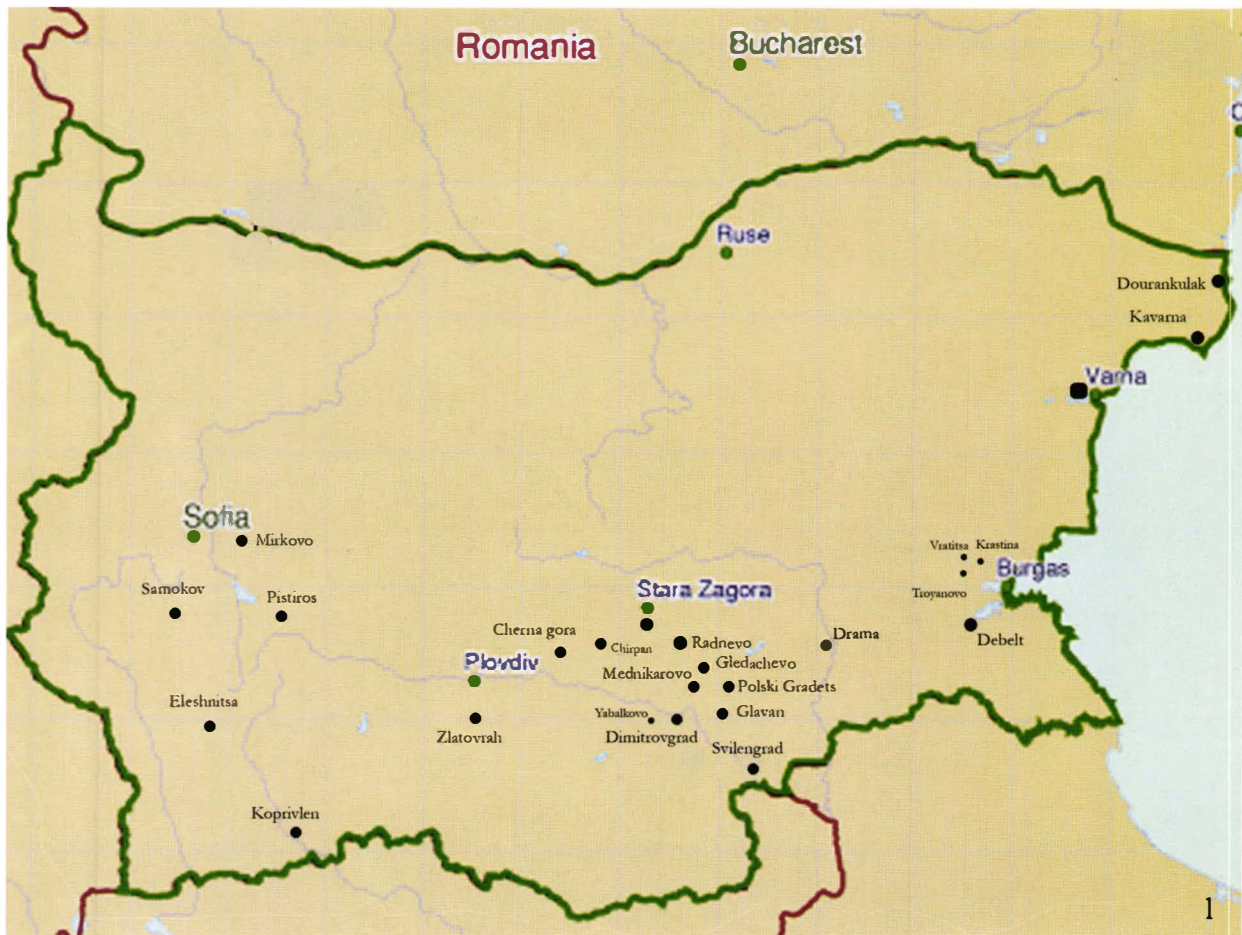 Romania
Bucharest
Ruse
Dourankulak
Kavarna
Varna
Sofia
Mirkovo
Vratitsa
Krastina
Burgas
Samokov
Pistiros
Stara Zagora
Troyanovo
Cherna gora
Chirpan
Radnevo
Drama
Debelt
Plovdiv
Gledachevo
Mednikarovo
Polski Gradets
Eleshnitsa
Yabalkovo
Glavan
Zlatovrah
Dimitrovgrad
Svilengrad
Koprivlen
1